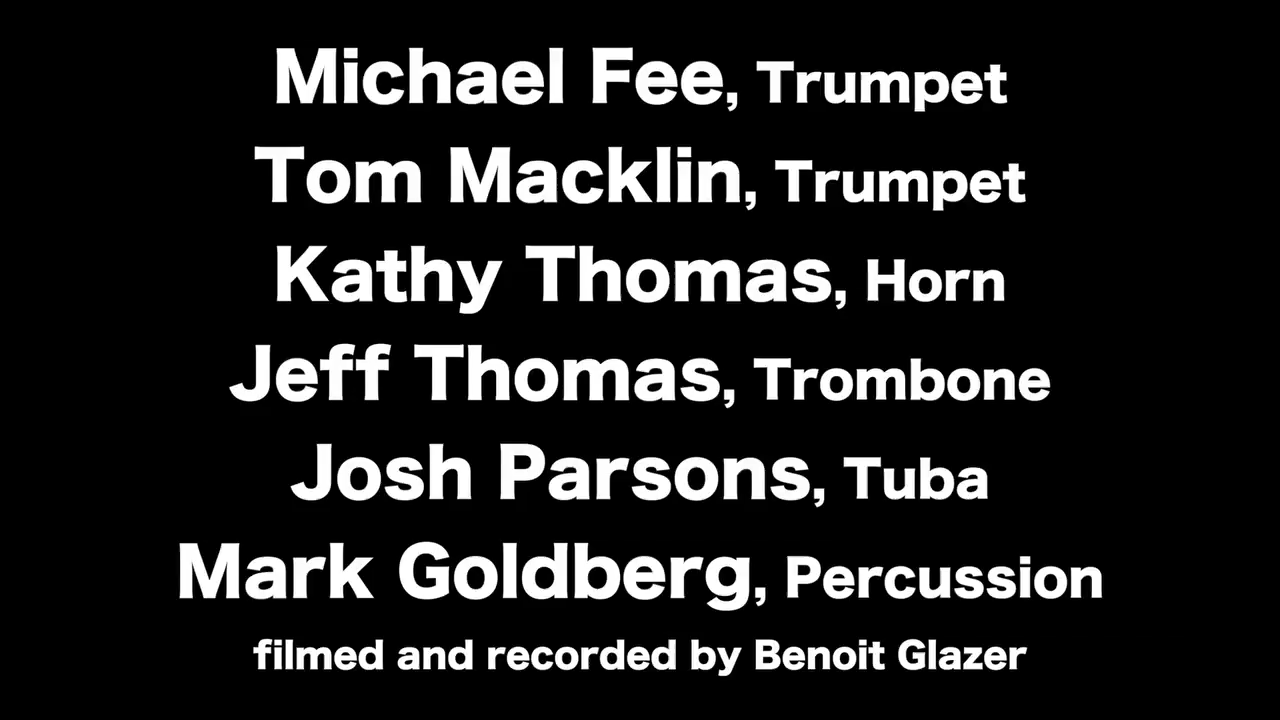 Michael Fee, Trumpet
Tom Macklin, Trumpet
Kathy Thomas, Horn
Jeff Thomas, Trombone
Josh Parsons, Tuba
Mark Goldberg, Percussion
filmed and recorded by Benoit Glazer